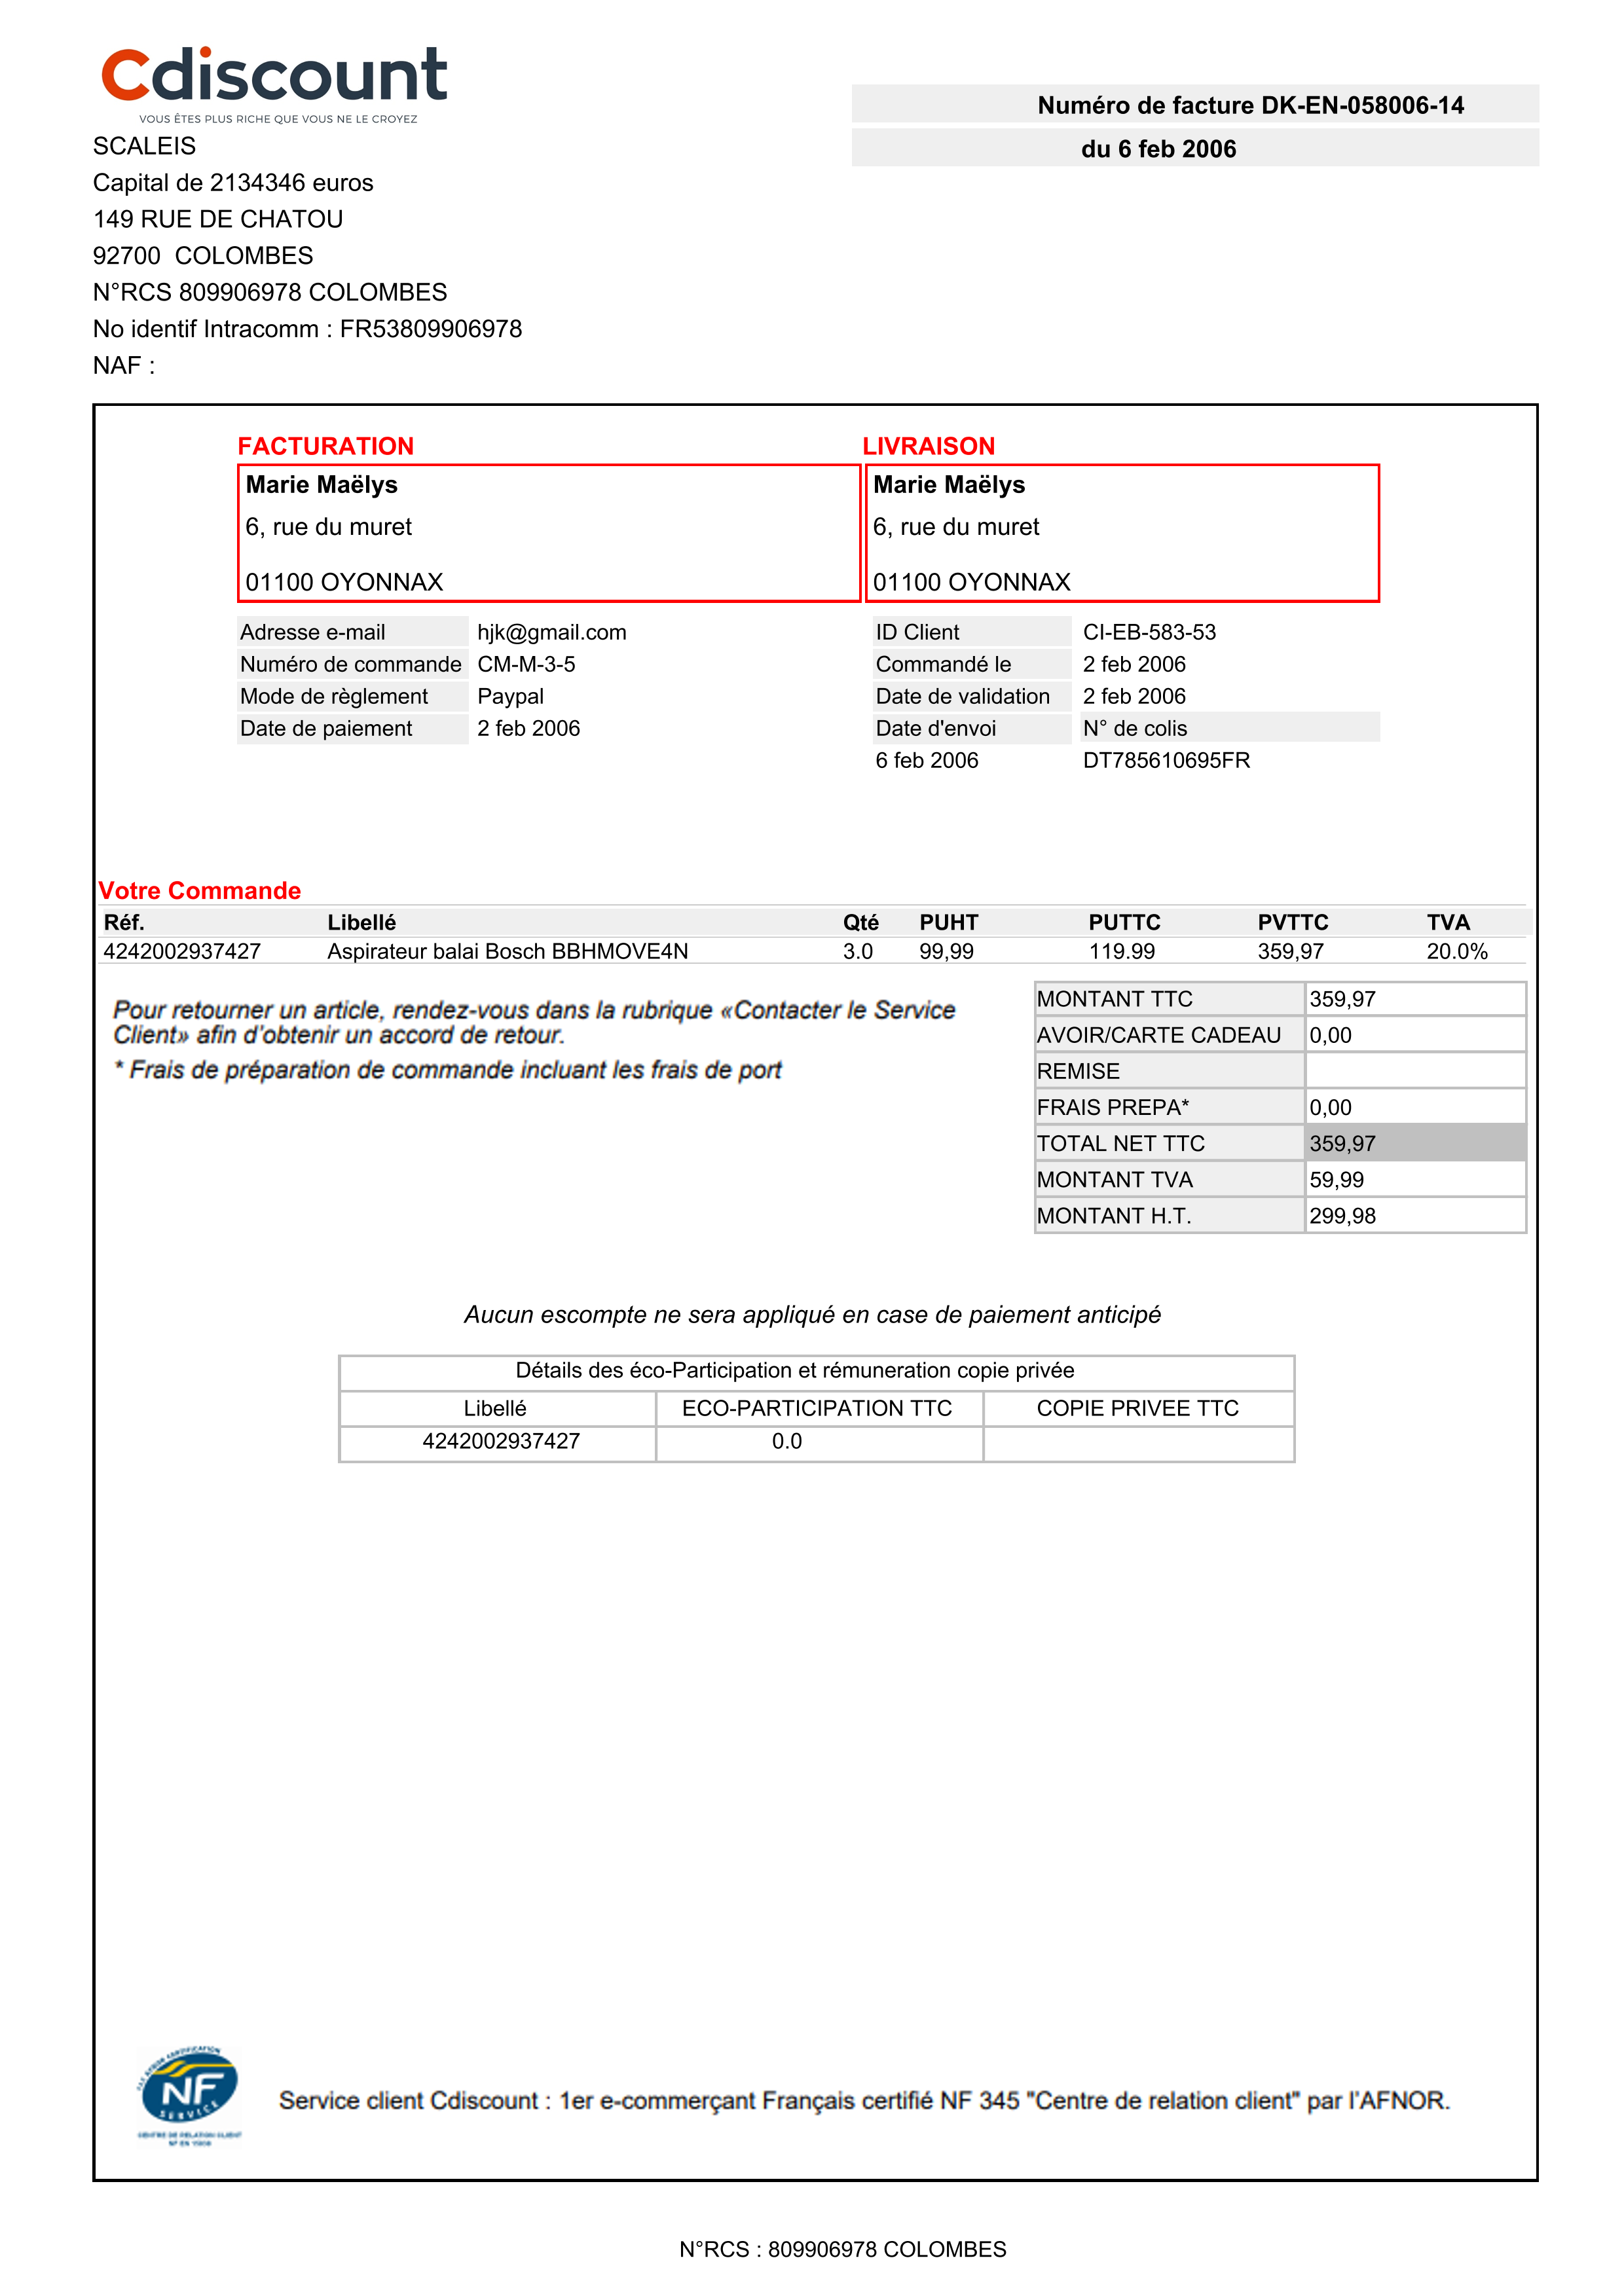 Cdiscount
VOUS ÊTES PLUS RICHE QUE VOUS NE LE CROYEZ
Numéro de facture DK-EN-058006-14
du 6 feb 2006
SCALEIS
Capital de 2134346 euros
149 RUE DE CHATOU
92700  COLOMBES
N°RCS 809906978 COLOMBES
No identif Intracomm : FR53809906978
NAF :
FACTURATION
Marie Maëlys
6, rue du muret
01100 OYONNAX
LIVRAISON
Marie Maëlys
6, rue du muret
01100 OYONNAX
Adresse e-mail hjk@gmail.com
Numéro de commande CM-M-3-5
Mode de règlement Paypal
Date de paiement 2 feb 2006
ID Client CI-EB-583-53
Commandé le 2 feb 2006
Date de validation 2 feb 2006
Date d'envoi N° de colis
6 feb 2006 DT785610695FR
Votre Commande
Réf. Libellé Qté PUHT PUTTC PVTTC TVA
4242002937427 Aspirateur balai Bosch BBHMOVE4N 3.0 99,99 119.99 359,97 20.0%
Pour retourner un article, rendez-vous dans la rubrique «Contacter le Service
Client» afin d'obtenir un accord de retour.
* Frais de préparation de commande incluant les frais de port
MONTANT TTC 359,97
AVOIR/CARTE CADEAU 0,00
REMISE
FRAIS PREPA* 0,00
TOTAL NET TTC 359,97
MONTANT TVA 59,99
MONTANT H.T. 299,98
Aucun escompte ne sera appliqué en case de paiement anticipé
Détails des éco-Participation et rémuneration copie privée
Libellé ECO-PARTICIPATION TTC COPIE PRIVEE TTC
4242002937427 0.0
NF
SERVICE
CENTRE DE RELATION CLIENT
Service client Cdiscount : 1er e-commerçant Français certifié NF 345 "Centre de relation client" par l'AFNOR.
N°RCS : 809906978 COLOMBES